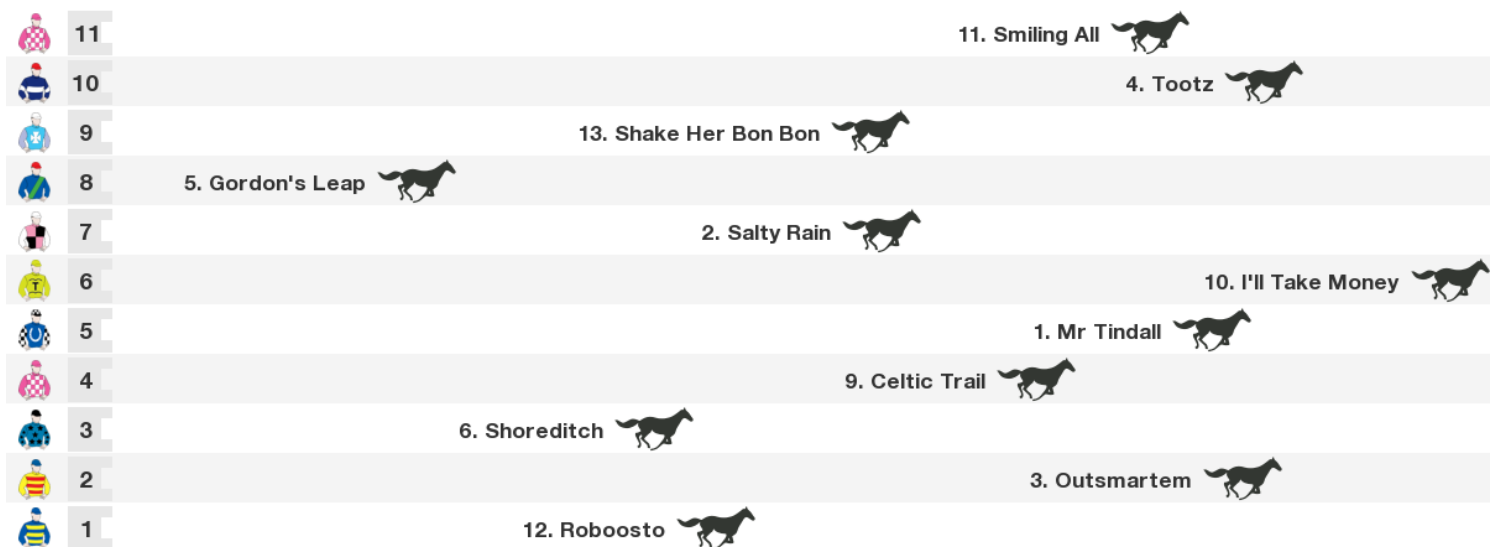 11 11. Smiling All
10 4. Tootz
9 13. Shake Her Bon Bon
8 5. Gordon's Leap
7 2. Salty Rain
T 6 10. I'll Take Money
5 1. Mr Tindall
4 9. Celtic Trail
3 6. Shoreditch
2 3. Outsmartem
1 12. Roboosto